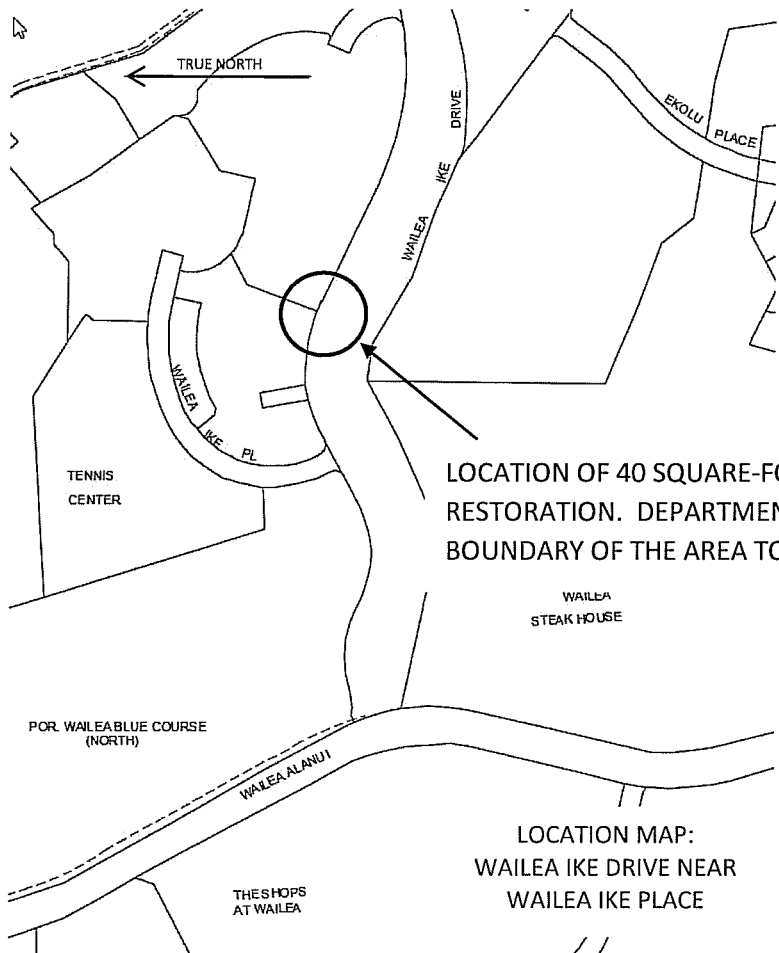 TRUE NORTH
WAILEA IKE DRIVE
EKOLU PLACE
WAILEA IKE PL
TENNIS
CENTER
LOCATION OF 40 SQUARE-FO
RESTORATION. DEPARTMEN
BOUNDARY OF THE AREA TO
WAILEA
STEAK HOUSE
POR. WAILEA BLUE COURSE
(NORTH)
WAILEA ALANUI
LOCATION MAP:
WAILEA IKE DRIVE NEAR
WAILEA IKE PLACE
THE SHOPS
AT WAILEA